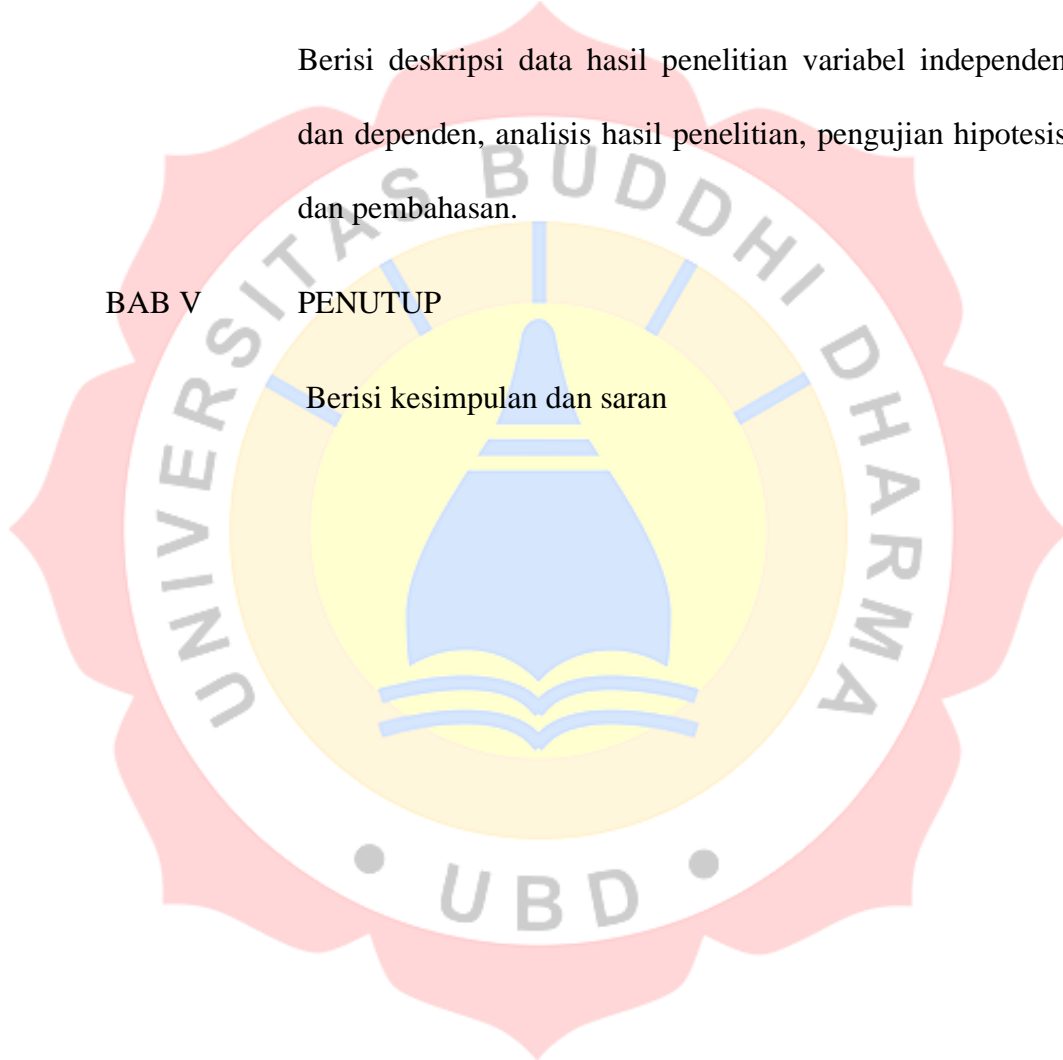 Berisi deskripsi data hasil penelitian variabel independen
dan dependen, analisis hasil penelitian, pengujian hipotesis
dan pembahasan.
BAB V PENUTUP
Berisi kesimpulan dan saran
UNIVERSITAS BUDDHI DHARMA
• UBD •